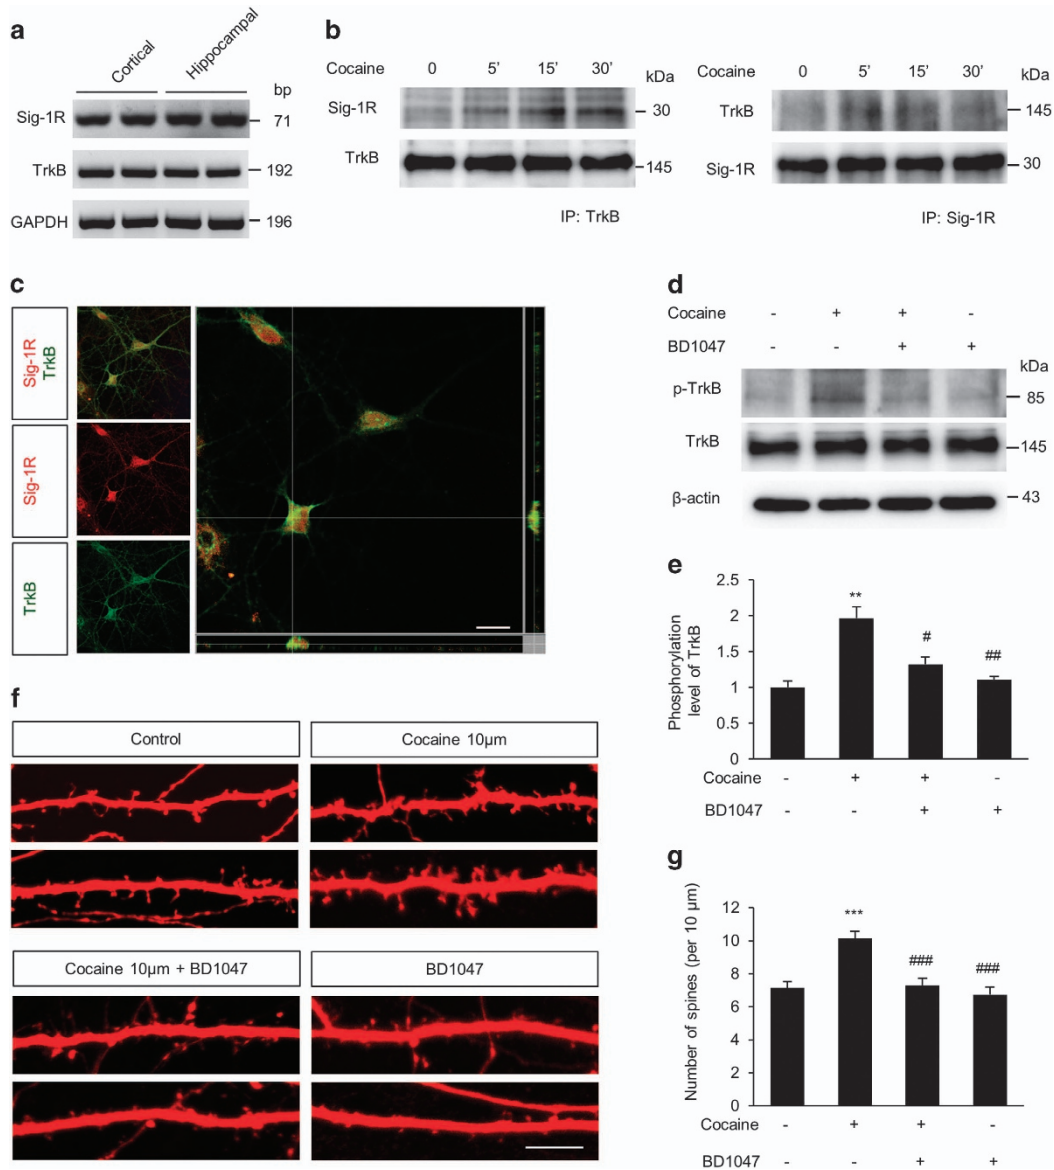 a
Cortical
Hippocampal
bp
Sig-1R
71
TrkB
192
GAPDH
196
b
Cocaine 0 5' 15' 30' kDa
Sig-1R
30
TrkB
145
IP: TrkB
Cocaine 0 5' 15' 30' kDa
TrkB
145
Sig-1R
30
IP: Sig-1R
c
Sig-1R
TrkB
Sig-1R
TrkB
d
Cocaine - + + -
BD1047 - - + +
kDa
p-TrkB
85
TrkB
145
β-actin
43
e
Phosphorylation
level of TrkB
2.5
2
1.5
1
0.5
0
**
#
##
Cocaine - + + -
BD1047 - - + +
f
Control
Cocaine 10μm
Cocaine 10μm + BD1047
BD1047
g
Number of spines (per 10 μm)
12
10
8
6
4
2
0
***
###
###
Cocaine - + + -
BD1047 - - + +